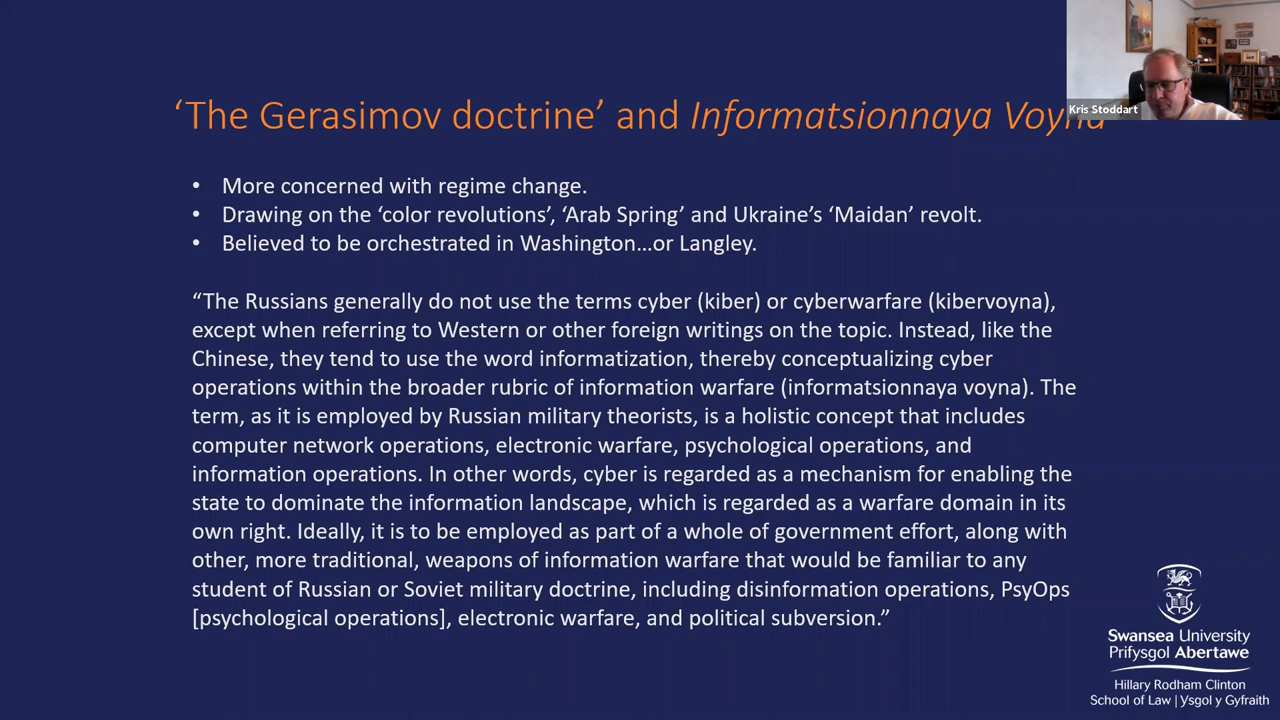 ‘The Gerasimov doctrine’ and Informatsionnaya Voyna
Kris Stoddart
• More concerned with regime change.
• Drawing on the ‘color revolutions’, ‘Arab Spring’ and Ukraine’s ‘Maidan’ revolt.
• Believed to be orchestrated in Washington…or Langley.
“The Russians generally do not use the terms cyber (kiber) or cyberwarfare (kibervoyna),
except when referring to Western or other foreign writings on the topic. Instead, like the
Chinese, they tend to use the word informatization, thereby conceptualizing cyber
operations within the broader rubric of information warfare (informatsionnaya voyna). The
term, as it is employed by Russian military theorists, is a holistic concept that includes
computer network operations, electronic warfare, psychological operations, and
information operations. In other words, cyber is regarded as a mechanism for enabling the
state to dominate the information landscape, which is regarded as a warfare domain in its
own right. Ideally, it is to be employed as part of a whole of government effort, along with
other, more traditional, weapons of information warfare that would be familiar to any
student of Russian or Soviet military doctrine, including disinformation operations, PsyOps
[psychological operations], electronic warfare, and political subversion.”
Swansea University
Prifysgol Abertawe
Hillary Rodham Clinton
School of Law | Ysgol y Gyfraith